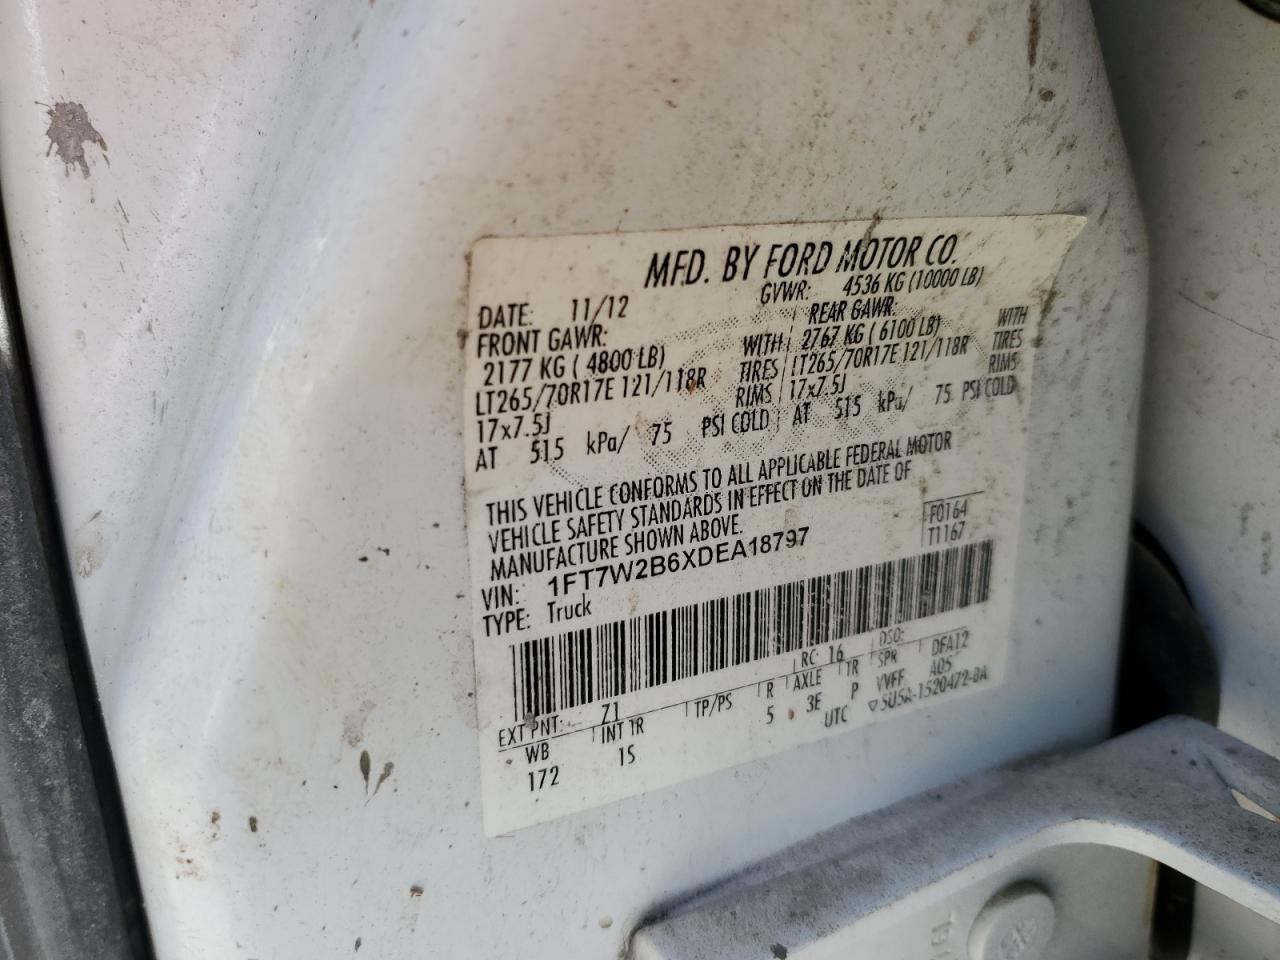 MFD. BY FORD MOTOR CO.
DATE: 11/12 GVWR: 4536 KG (10000 LB)
FRONT GAWR: REAR GAWR:
2177 KG ( 4800 LB) WITH 2767 KG ( 6100 LB) WITH
LT265/70R17E 121/118R TIRES LT265/70R17E 121/118R TIRES
17x7.5J RIMS 17x7.5J RIMS
AT 515 kPa/ 75 PSI COLD AT 515 kPa/ 75 PSI COLD
THIS VEHICLE CONFORMS TO ALL APPLICABLE FEDERAL MOTOR
VEHICLE SAFETY STANDARDS IN EFFECT ON THE DATE OF
MANUFACTURE SHOWN ABOVE.
F0164
VIN: 1FT7W2B6XDEA18797 T1167
TYPE: Truck
EXT PNT: Z1 RC: 16 DSO:
WB INT TR TP/PS R AXLE TR SPR DFA12
172 1S 5 3E P VVFF A05
UTC ▽5U5A-1520472-BA